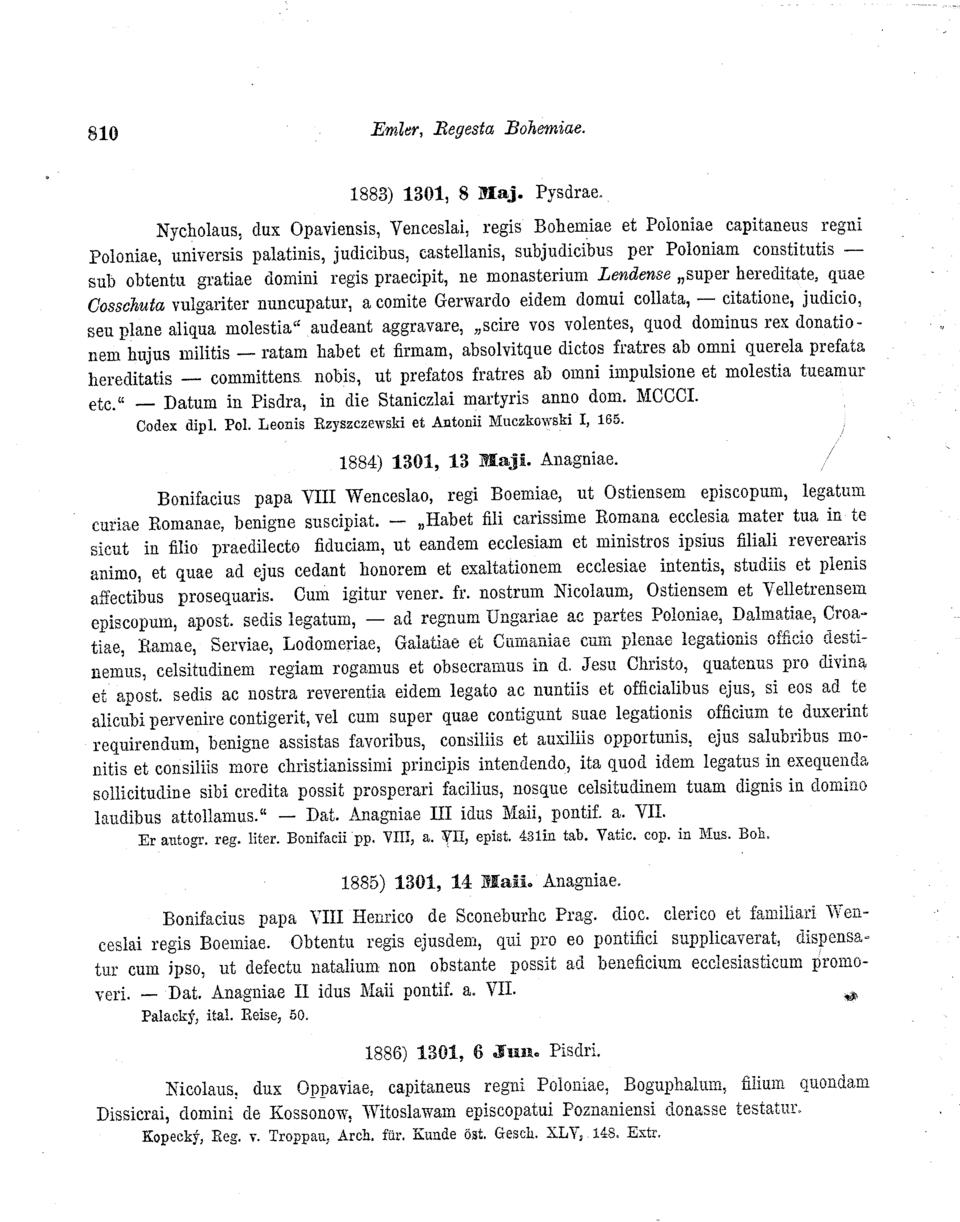 810
Emler, Regesta Bohemiae.
1883) 1301, 8 Maj. Pysdrae.
Nycholaus, dux Opaviensis, Venceslai, regis Bohemiae et Poloniae capitaneus regni
Poloniae, universis palatinis, judicibus, castellanis, subjudicibus per Poloniam constitutis —
sub obtentu gratiae domini regis praecipit, ne monasterium Lendense „super hereditate, quae
Cosschuta vulgariter nuncupatur, a comite Gerwardo eidem domui collata, — citatione, judicio,
seu plane aliqua molestia“ audeant aggravare, „scire vos volentes, quod dominus rex donatio-
nem hujus militis — ratam habet et firmam, absolvitque dictos fratres ab omni querela prefata
hereditatis — committens nobis, ut prefatos fratres ab omni impulsione et molestia tueamur
etc.“ — Datum in Pisdra, in die Staniczlai martyris anno dom. MCCCI.
Codex dipl. Pol. Leonis Rzyszczewski et Antonii Muczkowski I, 165.
1884) 1301, 13 Maji. Anagniae.
Bonifacius papa VIII Wenceslao, regi Boemiae, ut Ostiensem episcopum, legatum
curiae Romanae, benigne suscipiat. — „Habet fili carissime Romana ecclesia mater tua in te
sicut in filio praedilecto fiduciam, ut eandem ecclesiam et ministros ipsius filiali reverearis
animo, et quae ad ejus cedant honorem et exaltationem ecclesiae intentis, studiis et plenis
affectibus prosequaris. Cum igitur vener. fr. nostrum Nicolaum, Ostiensem et Velletrensem
episcopum, apost. sedis legatum, — ad regnum Ungariae ac partes Poloniae, Dalmatiae, Croa-
tiae, Ramae, Serviae, Lodomeriae, Galatiae et Cumaniae cum plenae legationis officio desti-
nemus, celsitudinem regiam rogamus et obsecramus in d. Jesu Christo, quatenus pro divina
et apost. sedis ac nostra reverentia eidem legato ac nuntiis et officialibus ejus, si eos ad te
alicubi pervenire contigerit, vel cum super quae contigunt suae legationis officium te duxerint
requirendum, benigne assistas favoribus, consiliis et auxiliis opportunis, ejus salubribus mo-
nitis et consiliis more christianissimi principis intendendo, ita quod idem legatus in exequenda
sollicitudine sibi credita possit prosperari facilius, nosque celsitudinem tuam dignis in domino
laudibus attollamus.“ — Dat. Anagniae III idus Maii, pontif. a. VII.
Er autogr. reg. liter. Bonifacii pp. VIII, a. VII, epist. 431in tab. Vatic. cop. in Mus. Boh.
1885) 1301, 14 Maii. Anagniae.
Bonifacius papa VIII Henrico de Sconeburhc Prag. dioc. clerico et familiari Wen-
ceslai regis Boemiae. Obtentu regis ejusdem, qui pro eo pontifici supplicaverat, dispensa-
tur cum ipso, ut defectu natalium non obstante possit ad beneficium ecclesiasticum promo-
veri. — Dat. Anagniae II idus Maii pontif. a. VII.
Palacký, ital. Reise, 50.
1886) 1301, 6 Jun. Pisdri.
Nicolaus, dux Oppaviae, capitaneus regni Poloniae, Boguphalum, filium quondam
Dissicrai, domini de Kossonow, Witoslawam episcopatui Poznaniensi donasse testatur.
Kopecký, Reg. v. Troppau, Arch. für. Kunde öst. Gesch. XLV, 148. Extr.